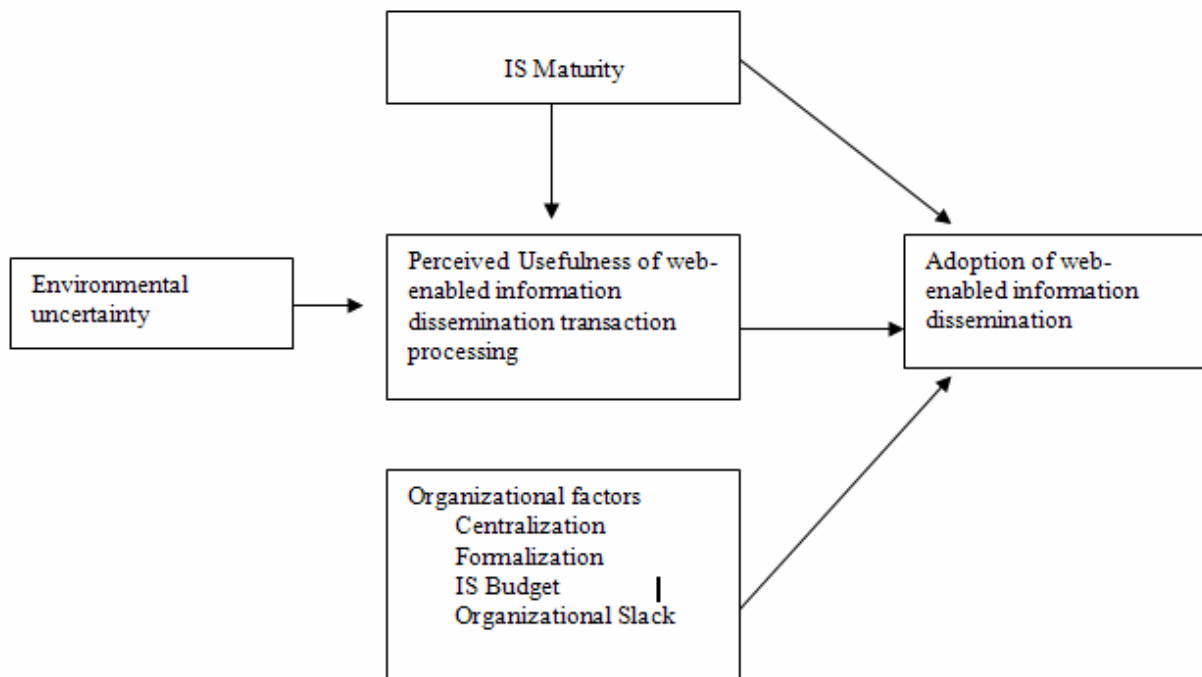 IS Maturity
Environmental
uncertainty
Perceived Usefulness of web-
enabled information
dissemination transaction
processing
Adoption of web-
enabled information
dissemination
Organizational factors
Centralization
Formalization
IS Budget
Organizational Slack